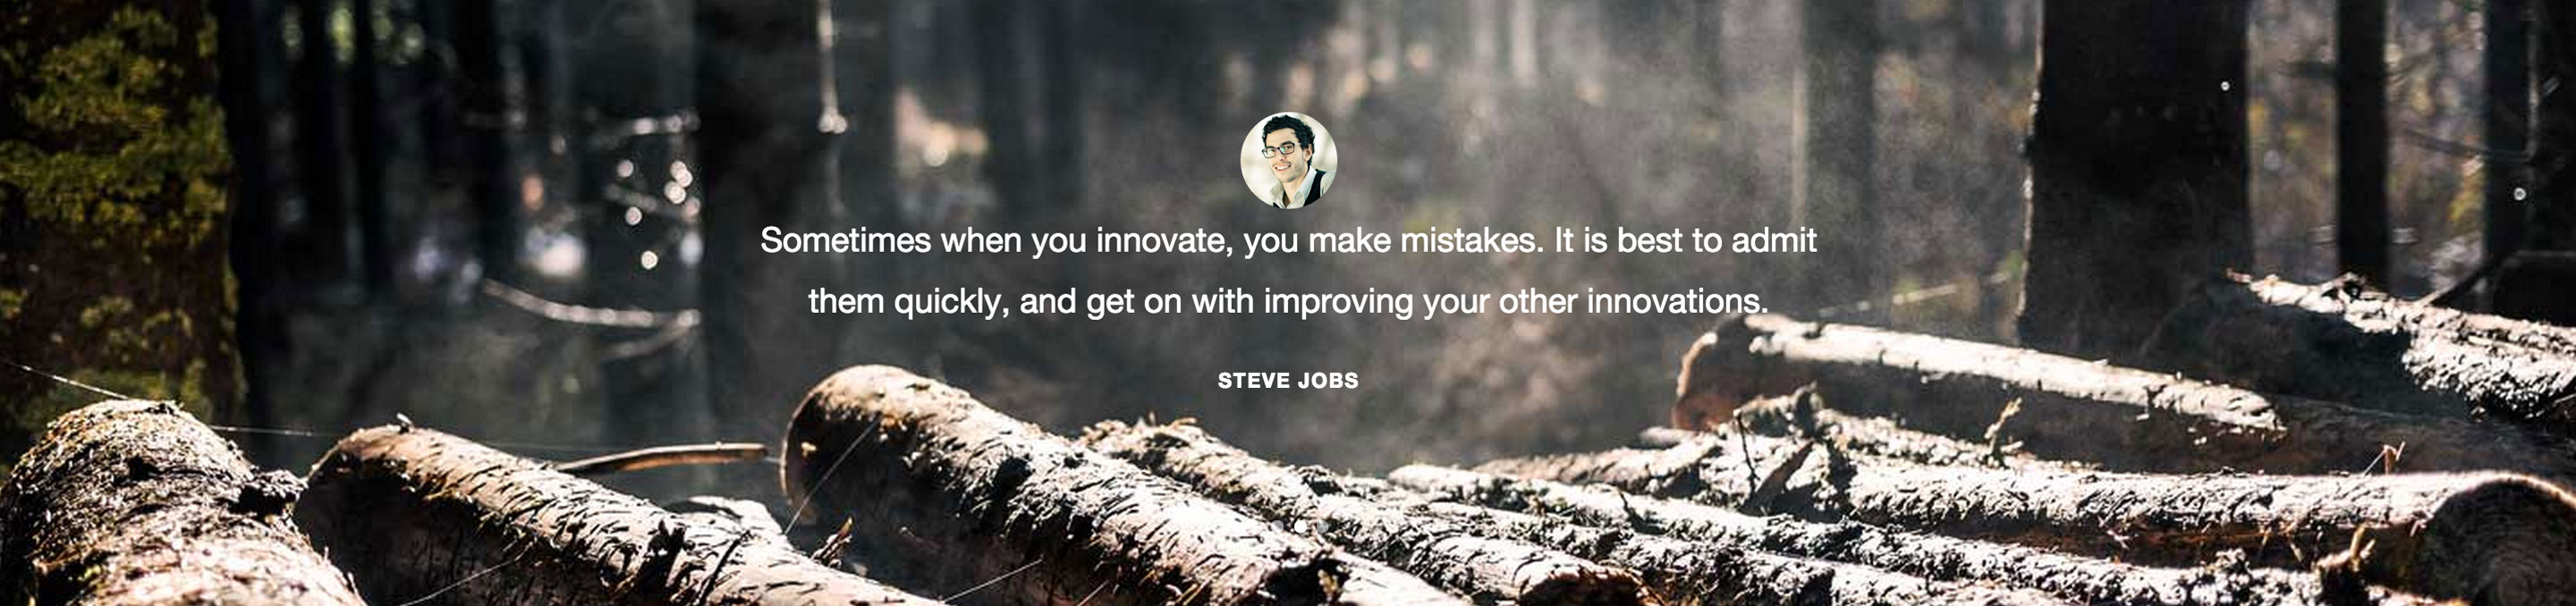 Sometimes when you innovate, you make mistakes. It is best to admit
them quickly, and get on with improving your other innovations.
STEVE JOBS